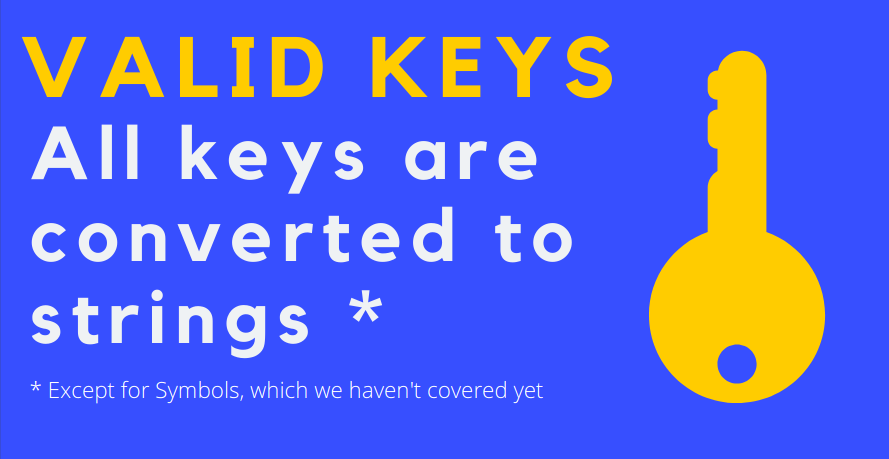 VALID KEYS
All keys are
converted to
strings *
* Except for Symbols, which we haven't covered yet